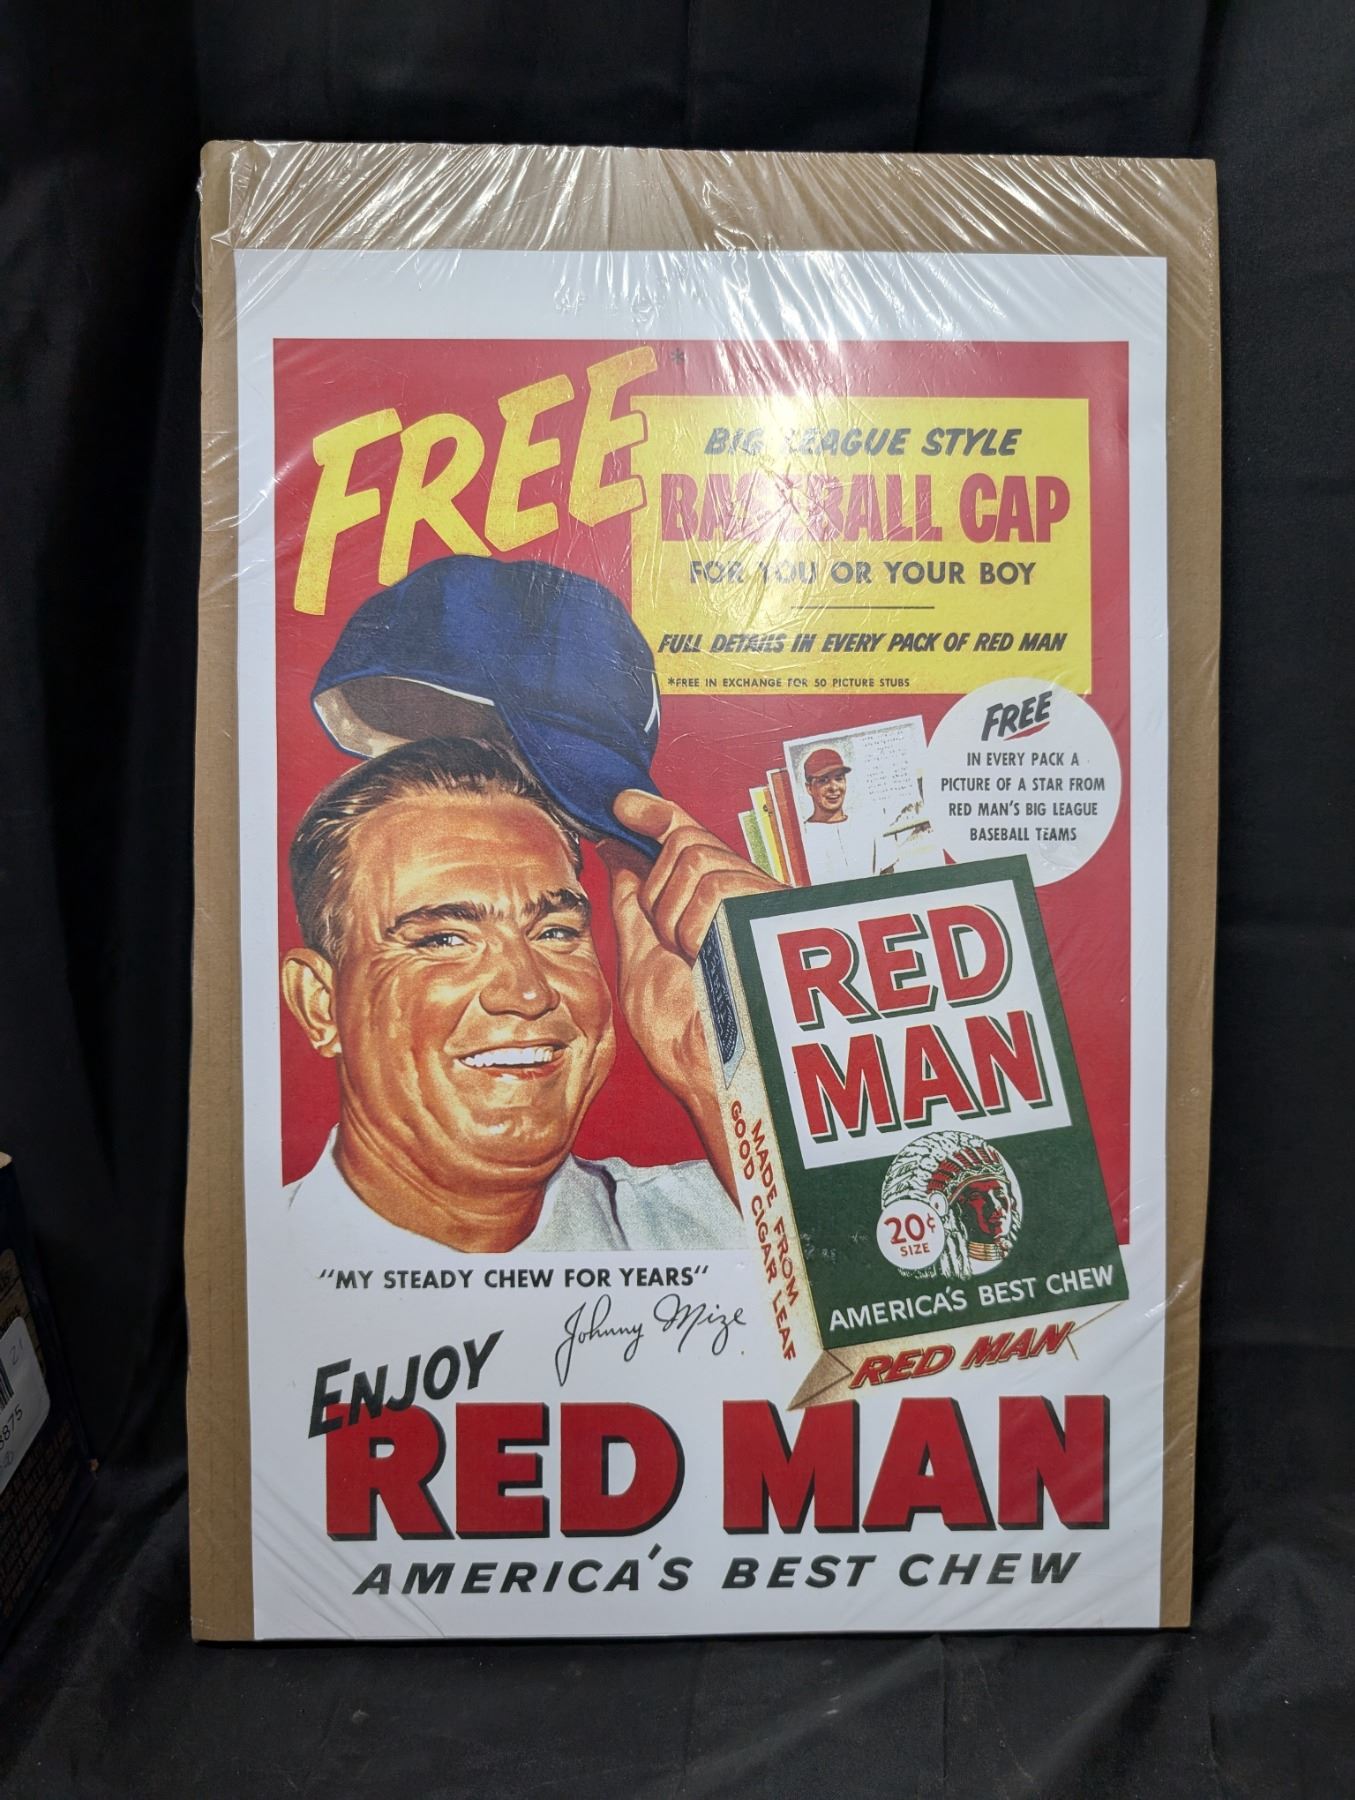 FREE*
BIG LEAGUE STYLE
BASEBALL CAP
FOR YOU OR YOUR BOY
FULL DETAILS IN EVERY PACK OF RED MAN
*FREE IN EXCHANGE FOR 50 PICTURE STUBS
FREE
IN EVERY PACK A
PICTURE OF A STAR FROM
RED MAN'S BIG LEAGUE
BASEBALL TEAMS
RED
MAN
MADE FROM
GOOD CIGAR LEAF
20¢
SIZE
AMERICA'S BEST CHEW
RED MAN
"MY STEADY CHEW FOR YEARS"
Johnny Mize
ENJOY
RED MAN
AMERICA'S BEST CHEW
21
3875